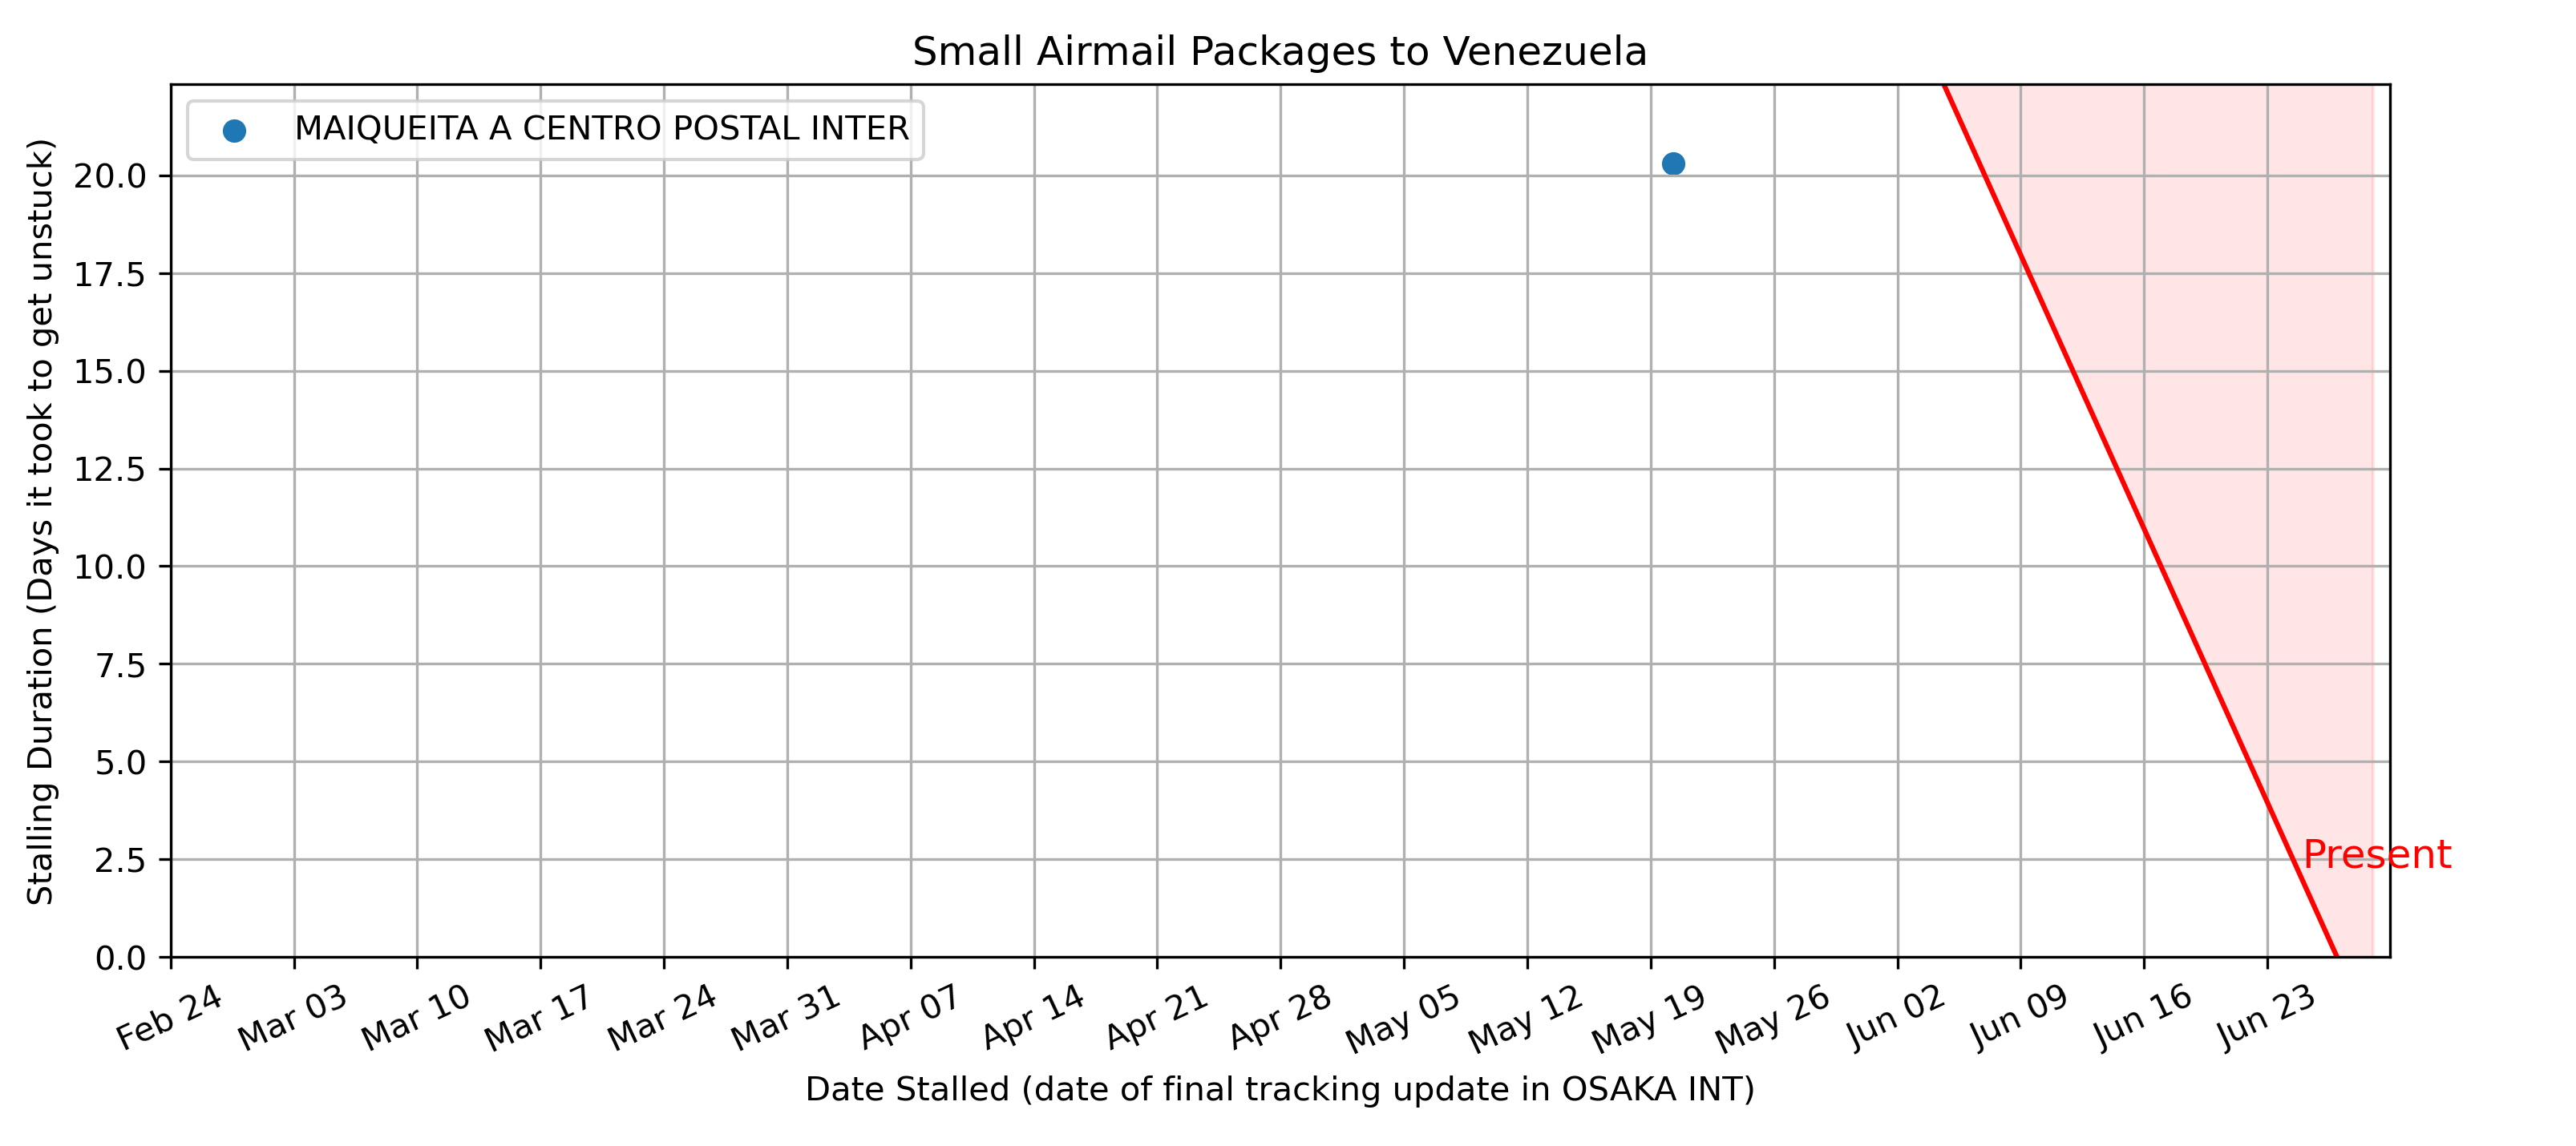 Small Airmail Packages to Venezuela
MAIQUEITA A CENTRO POSTAL INTER
Stalling Duration (Days it took to get unstuck)
20.0
17.5
15.0
12.5
10.0
7.5
5.0
2.5
0.0
Present
Feb 24
Mar 03
Mar 10
Mar 17
Mar 24
Mar 31
Apr 07
Apr 14
Apr 21
Apr 28
May 05
May 12
May 19
May 26
Jun 02
Jun 09
Jun 16
Jun 23
Date Stalled (date of final tracking update in OSAKA INT)